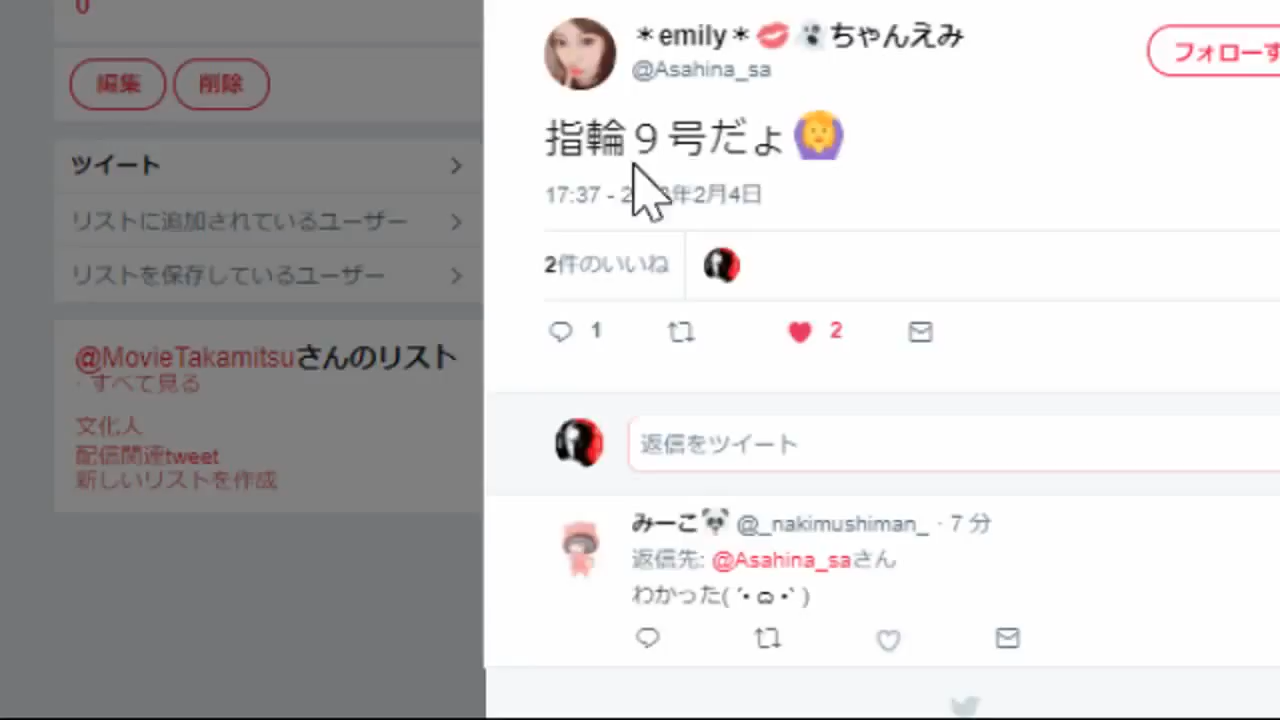 0
編集 削除
ツイート
リストに追加されているユーザー
リストを保存しているユーザー
@MovieTakamitsuさんのリスト
· すべて見る
文化人
配信関連tweet
新しいリストを作成
*emily*💋 ちゃんえみ
@Asahina_sa
フォローす
指輪9号だょ🙆
17:37 - 2 年2月4日
2件のいいね
1 2
返信をツイート
みーこ🐼 @_nakimushiman_ · 7 分
返信先: @Asahina_saさん
わかった( )